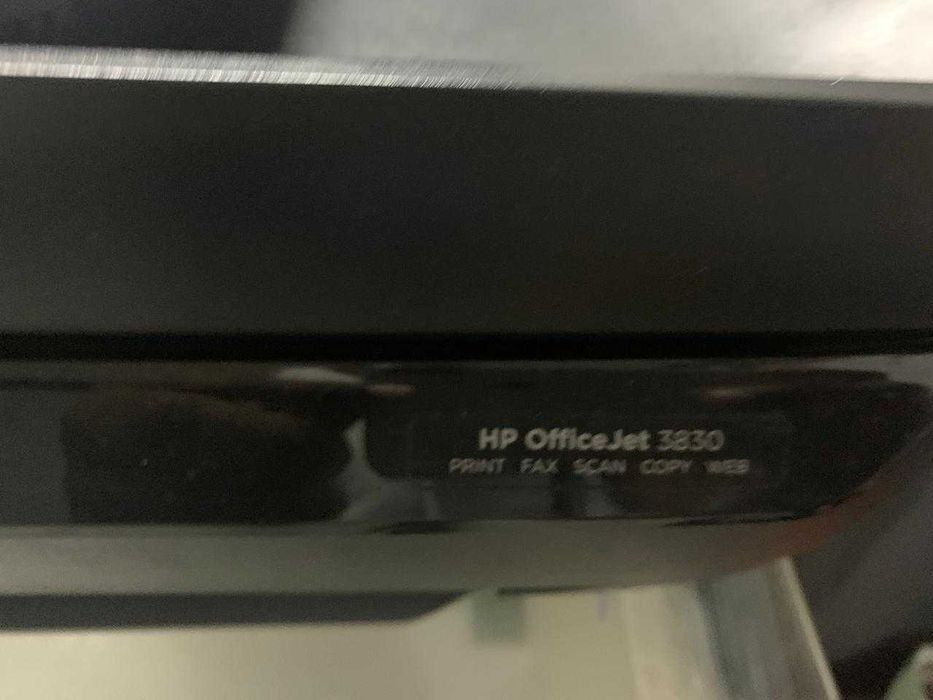 HP OfficeJet 3830
PRINT FAX SCAN COPY WEB